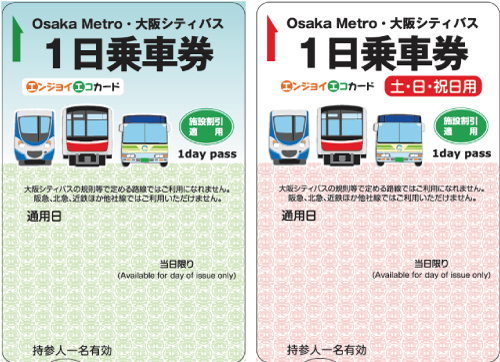 Osaka Metro・大阪シティバス
1日乗車券
エンジョイエコカード
施設割引
適用
1day pass
大阪シティバスの規則等で定める路線ではご利用になれません。
阪急、北急、近鉄ほか他社線ではご利用いただけません。
通用日
当日限り
(Available for day of issue only)
持参人一名有効
Osaka Metro・大阪シティバス
1日乗車券
エンジョイエコカード
土・日・祝日用
施設割引
適用
1day pass
大阪シティバスの規則等で定める路線ではご利用になれません。
阪急、北急、近鉄ほか他社線ではご利用いただけません。
通用日
当日限り
(Available for day of issue only)
持参人一名有効